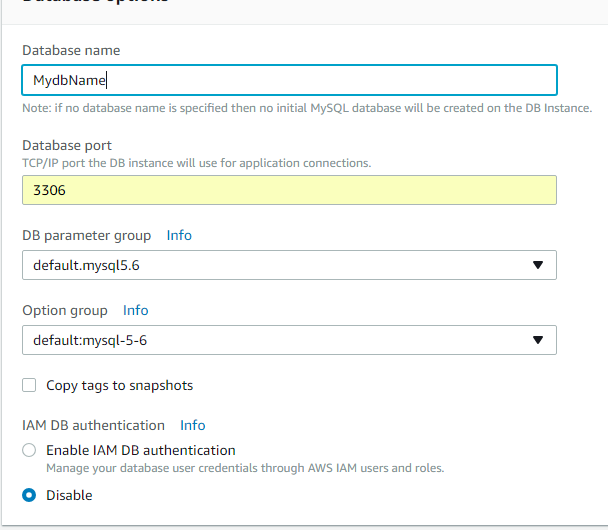 Database options
Database name
MydbName
Note: if no database name is specified then no initial MySQL database will be created on the DB Instance.
Database port
TCP/IP port the DB instance will use for application connections.
3306
DB parameter group Info
default.mysql5.6
Option group Info
default:mysql-5-6
Copy tags to snapshots
IAM DB authentication Info
Enable IAM DB authentication
Manage your database user credentials through AWS IAM users and roles.
Disable